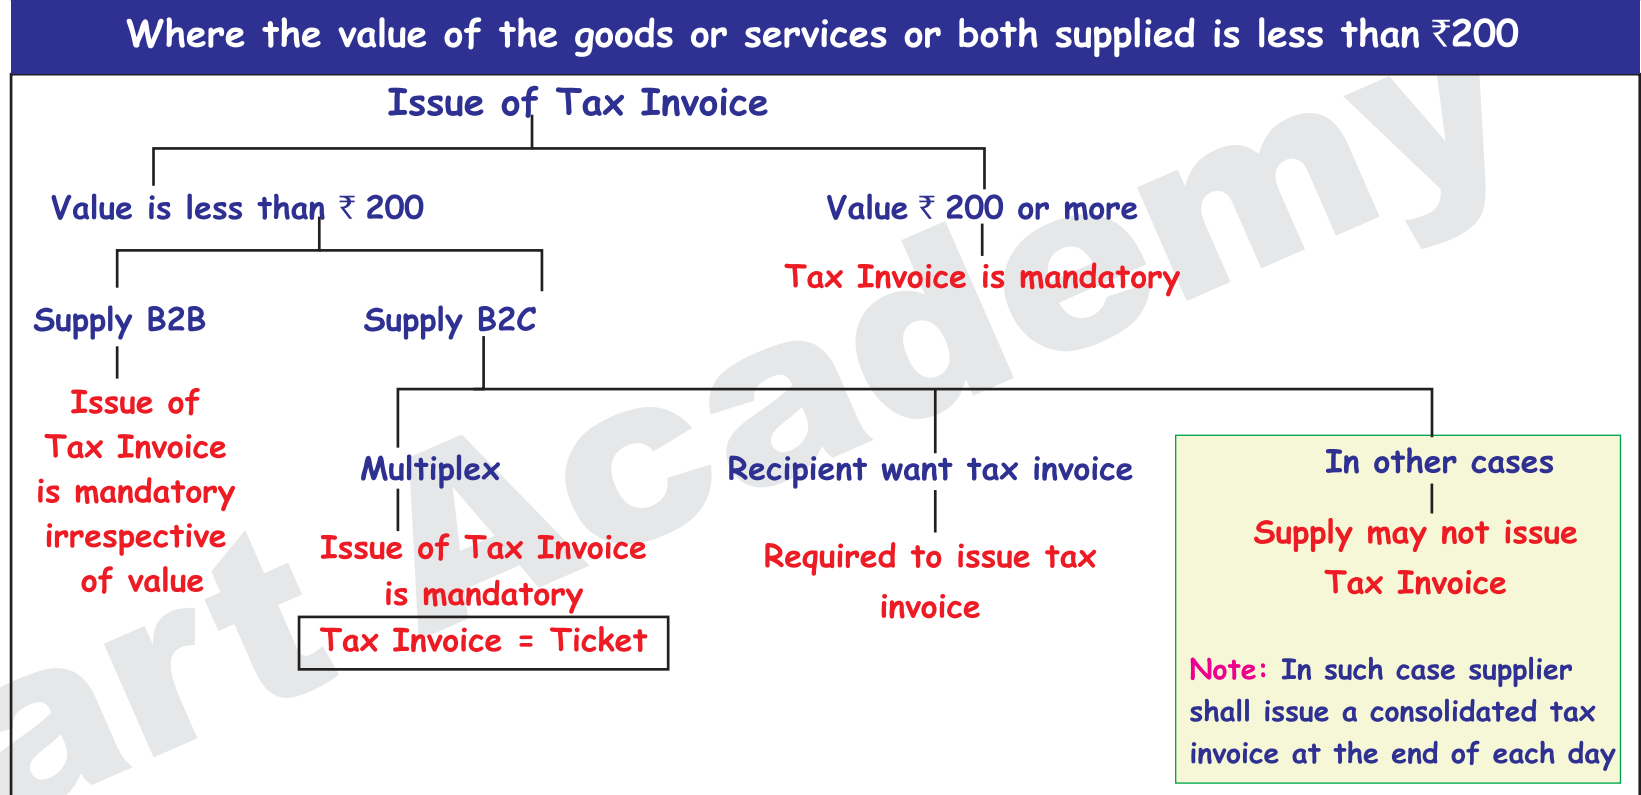 Where the value of the goods or services or both supplied is less than ₹200
Issue of Tax Invoice
Value is less than ₹ 200
Value ₹ 200 or more
Tax Invoice is mandatory
Supply B2B
Supply B2C
Issue of
Tax Invoice
is mandatory
irrespective
of value
Multiplex
Issue of Tax Invoice
is mandatory
Tax Invoice = Ticket
Recipient want tax invoice
Required to issue tax
invoice
In other cases
Supply may not issue
Tax Invoice
Note: In such case supplier
shall issue a consolidated tax
invoice at the end of each day
art Academy